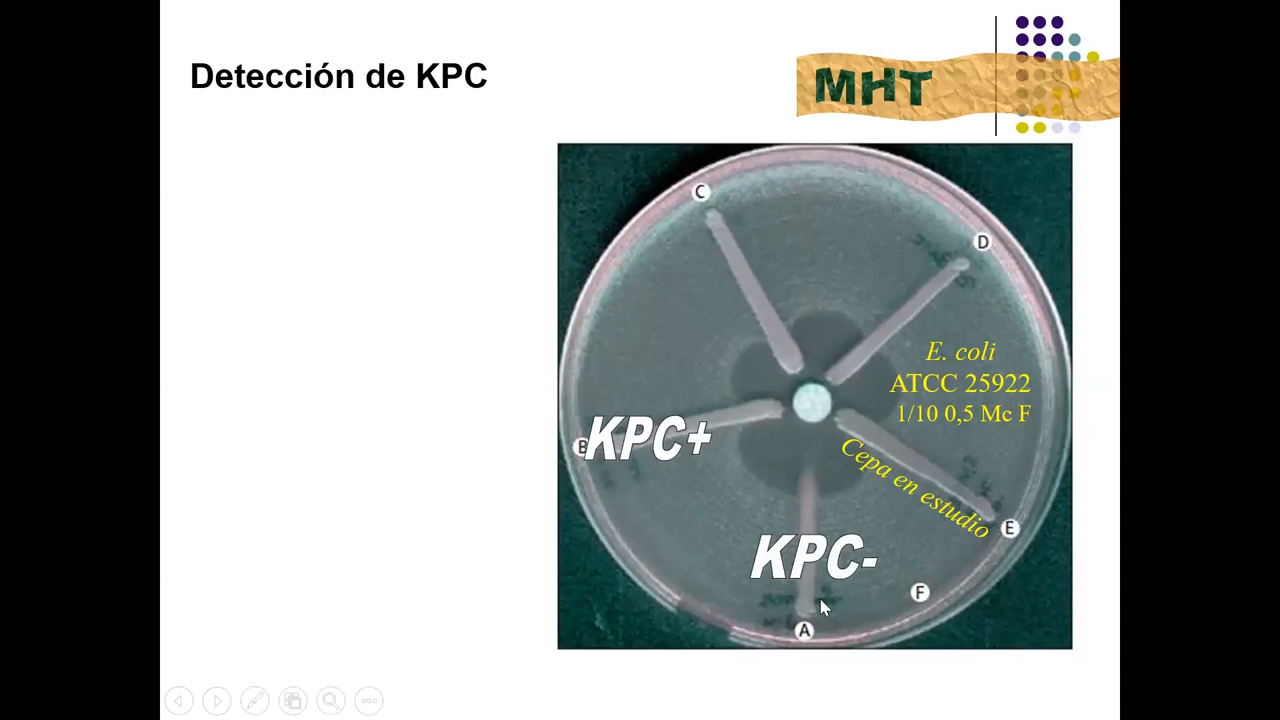 Detección de KPC
MHT
C
D
E. coli
ATCC 25922
1/10 0,5 Mc F
B
KPC+
Cepa en estudio
E
KPC-
F
A